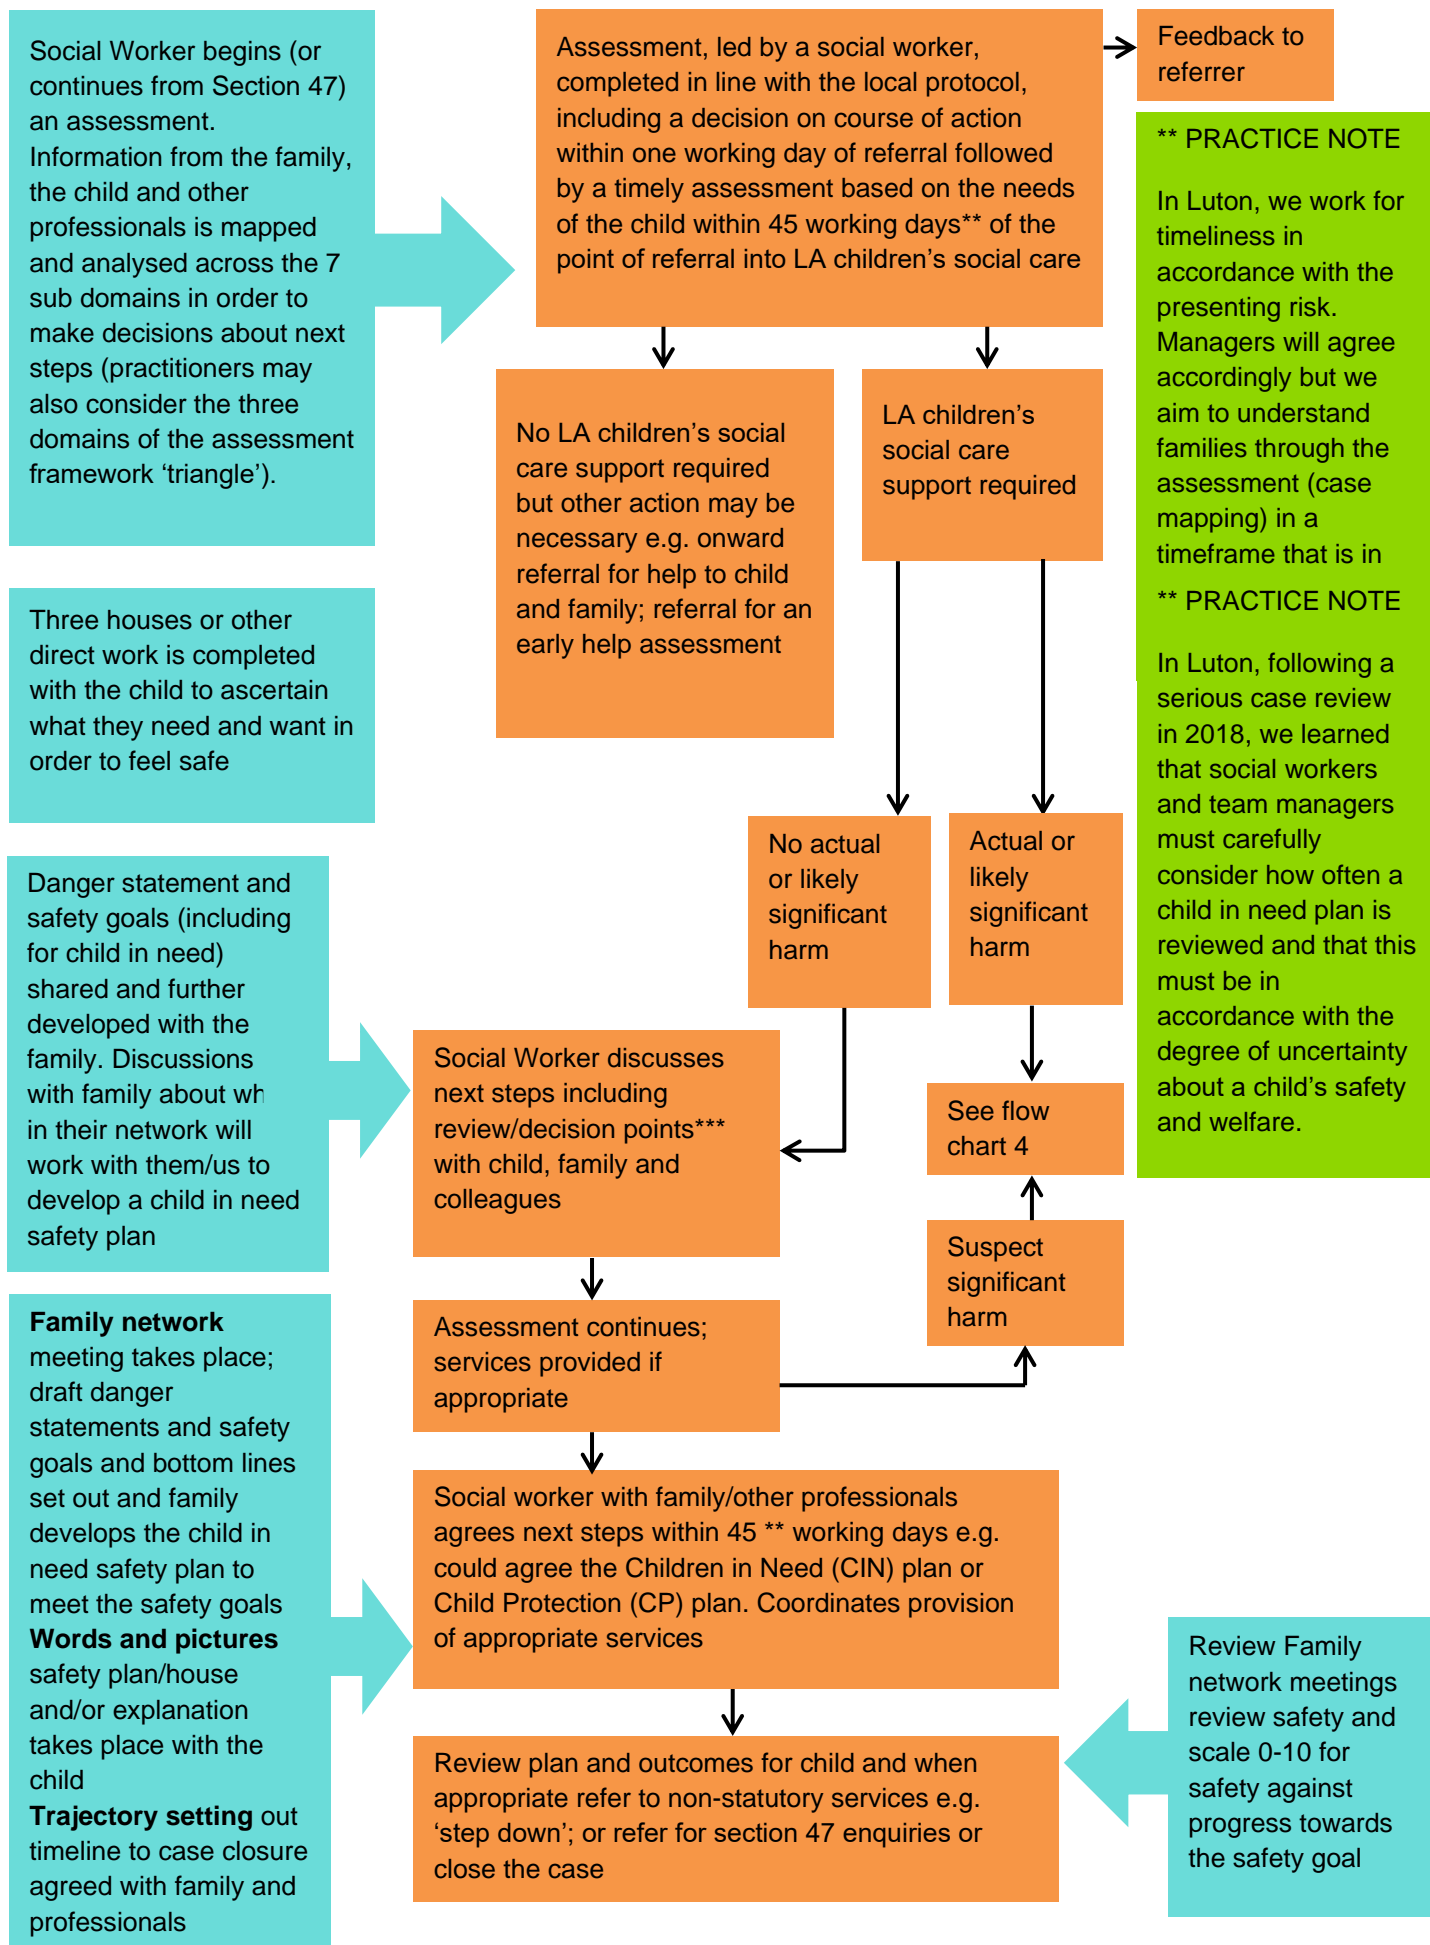 Social Worker begins (or
continues from Section 47)
an assessment.
Information from the family,
the child and other
professionals is mapped
and analysed across the 7
sub domains in order to
make decisions about next
steps (practitioners may
also consider the three
domains of the assessment
framework ‘triangle’).
Assessment, led by a social worker,
completed in line with the local protocol,
including a decision on course of action
within one working day of referral followed
by a timely assessment based on the needs
of the child within 45 working days** of the
point of referral into LA children’s social care
Feedback to
referrer
** PRACTICE NOTE
In Luton, we work for
timeliness in
accordance with the
presenting risk.
Managers will agree
accordingly but we
aim to understand
families through the
assessment (case
mapping) in a
timeframe that is in
** PRACTICE NOTE
In Luton, following a
serious case review
in 2018, we learned
that social workers
and team managers
must carefully
consider how often a
child in need plan is
reviewed and that this
must be in
accordance with the
degree of uncertainty
about a child’s safety
and welfare.
No LA children’s social
care support required
but other action may be
necessary e.g. onward
referral for help to child
and family; referral for an
early help assessment
LA children’s
social care
support required
Three houses or other
direct work is completed
with the child to ascertain
what they need and want in
order to feel safe
No actual
or likely
significant
harm
Actual or
likely
significant
harm
Danger statement and
safety goals (including
for child in need)
shared and further
developed with the
family. Discussions
with family about wh
in their network will
work with them/us to
develop a child in need
safety plan
Social Worker discusses
next steps including
review/decision points***
with child, family and
colleagues
See flow
chart 4
Suspect
significant
harm
Assessment continues;
services provided if
appropriate
Family network
meeting takes place;
draft danger
statements and safety
goals and bottom lines
set out and family
develops the child in
need safety plan to
meet the safety goals
Words and pictures
safety plan/house
and/or explanation
takes place with the
child
Trajectory setting out
timeline to case closure
agreed with family and
professionals
Social worker with family/other professionals
agrees next steps within 45 ** working days e.g.
could agree the Children in Need (CIN) plan or
Child Protection (CP) plan. Coordinates provision
of appropriate services
Review plan and outcomes for child and when
appropriate refer to non-statutory services e.g.
‘step down’; or refer for section 47 enquiries or
close the case
Review Family
network meetings
review safety and
scale 0-10 for
safety against
progress towards
the safety goal